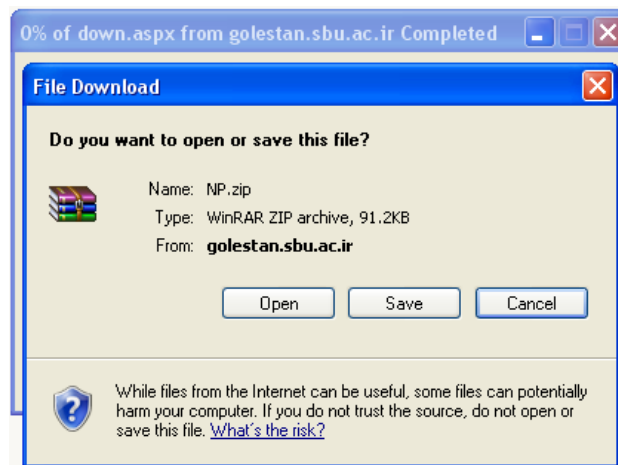 0% of down.aspx from golestan.sbu.ac.ir Completed
File Download
Do you want to open or save this file?
Name: NP.zip
Type: WinRAR ZIP archive, 91.2KB
From: golestan.sbu.ac.ir
Open Save Cancel
While files from the Internet can be useful, some files can potentially
harm your computer. If you do not trust the source, do not open or
save this file. What's the risk?